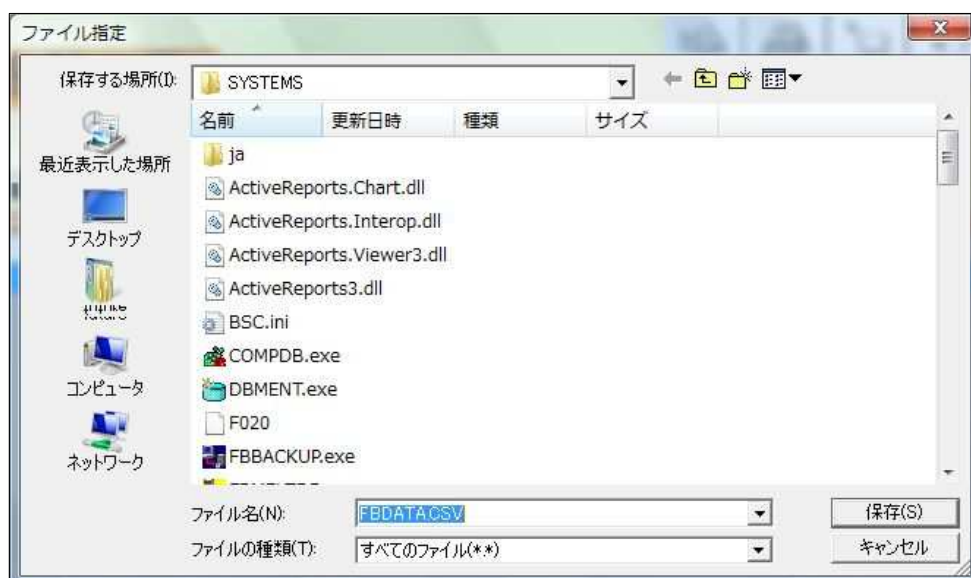 ファイル指定
保存する場所(I):
SYSTEMS
名前 更新日時 種類 サイズ
最近表示した場所
デスクトップ
コンピュータ
ネットワーク
ja
ActiveReports.Chart.dll
ActiveReports.Interop.dll
ActiveReports.Viewer3.dll
ActiveReports3.dll
BSC.ini
COMPDB.exe
DBMENT.exe
F020
FBBACKUP.exe
ファイル名(N): FBDATA.CSV 保存(S)
ファイルの種類(T): すべてのファイル(*.*) キャンセル